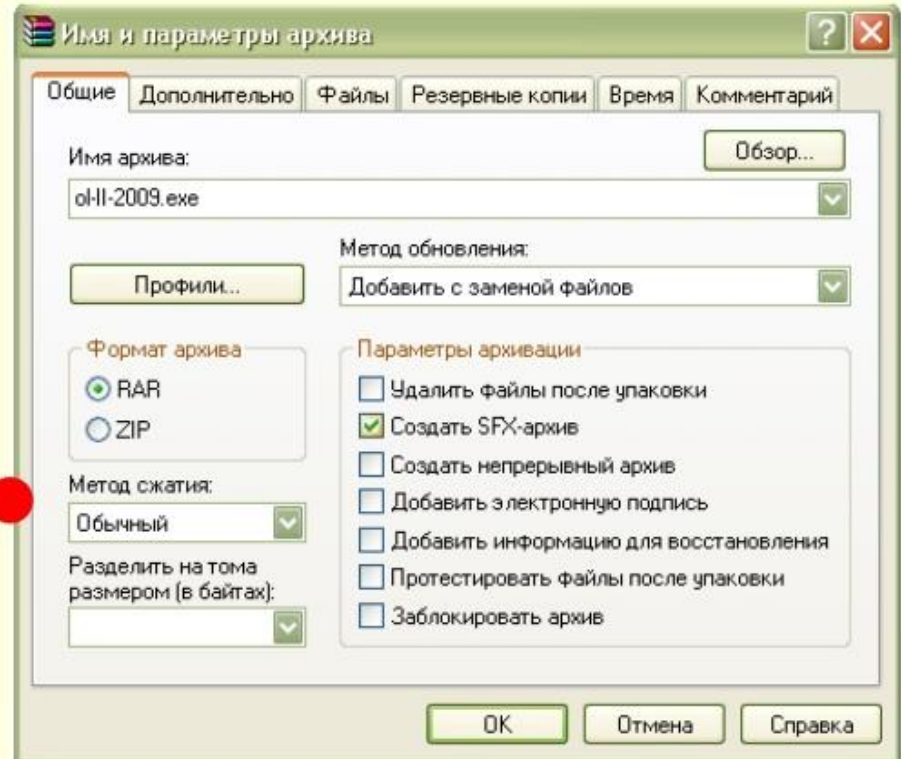 Имя и параметры архива
Общие Дополнительно Файлы Резервные копии Время Комментарий
Имя архива:
Обзор...
ol-II-2009.exe
Метод обновления:
Профили...
Добавить с заменой файлов
Формат архива
RAR
ZIP
Метод сжатия:
Обычный
Разделить на тома
размером (в байтах):
Параметры архивации
Удалить файлы после упаковки
Создать SFX-архив
Создать непрерывный архив
Добавить электронную подпись
Добавить информацию для восстановления
Протестировать файлы после упаковки
Заблокировать архив
OK Отмена Справка